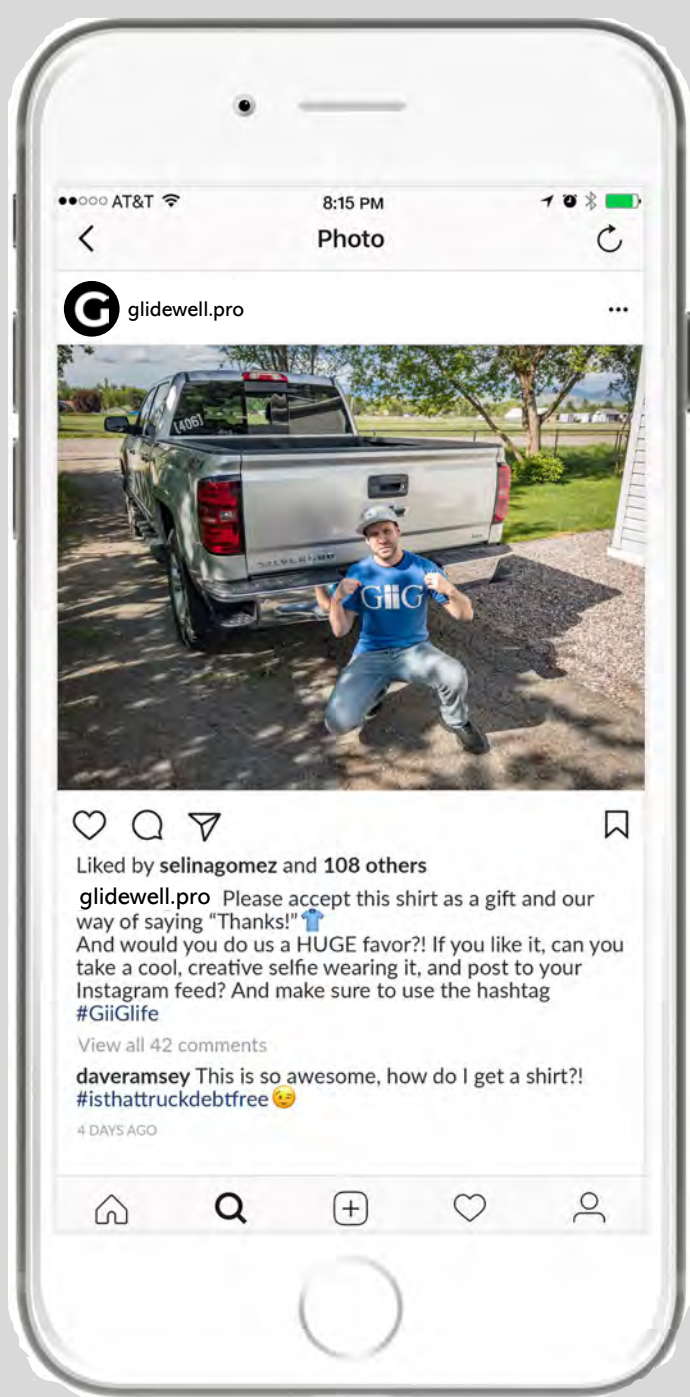 AT&T 8:15 PM
Photo
G glidewell.pro
[406]
SILVERADO
GiiG
Liked by selinagomez and 108 others
glidewell.pro Please accept this shirt as a gift and our
way of saying “Thanks!”👕
And would you do us a HUGE favor?! If you like it, can you
take a cool, creative selfie wearing it, and post to your
Instagram feed? And make sure to use the hashtag
#GiiGlife
View all 42 comments
daveramsey This is so awesome, how do I get a shirt?!
#isthattruckdebtfree😉
4 DAYS AGO